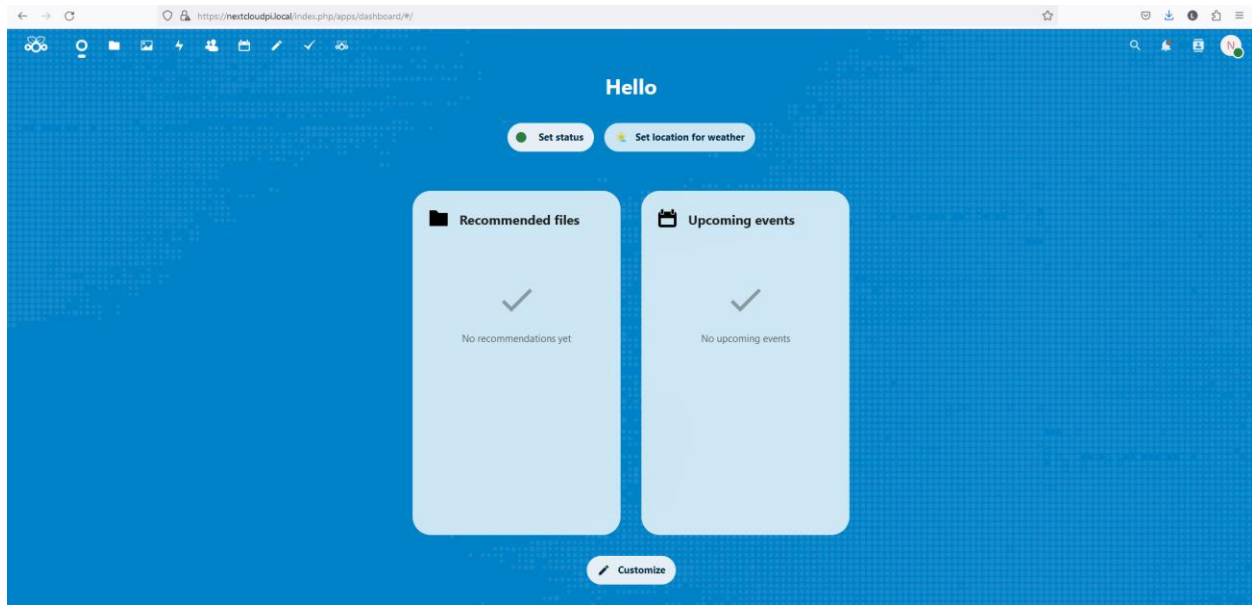 https://nextcloudpi.local/index.php/apps/dashboard/#/
N
Hello
Set status
Set location for weather
Recommended files
Upcoming events
No recommendations yet
No upcoming events
Customize